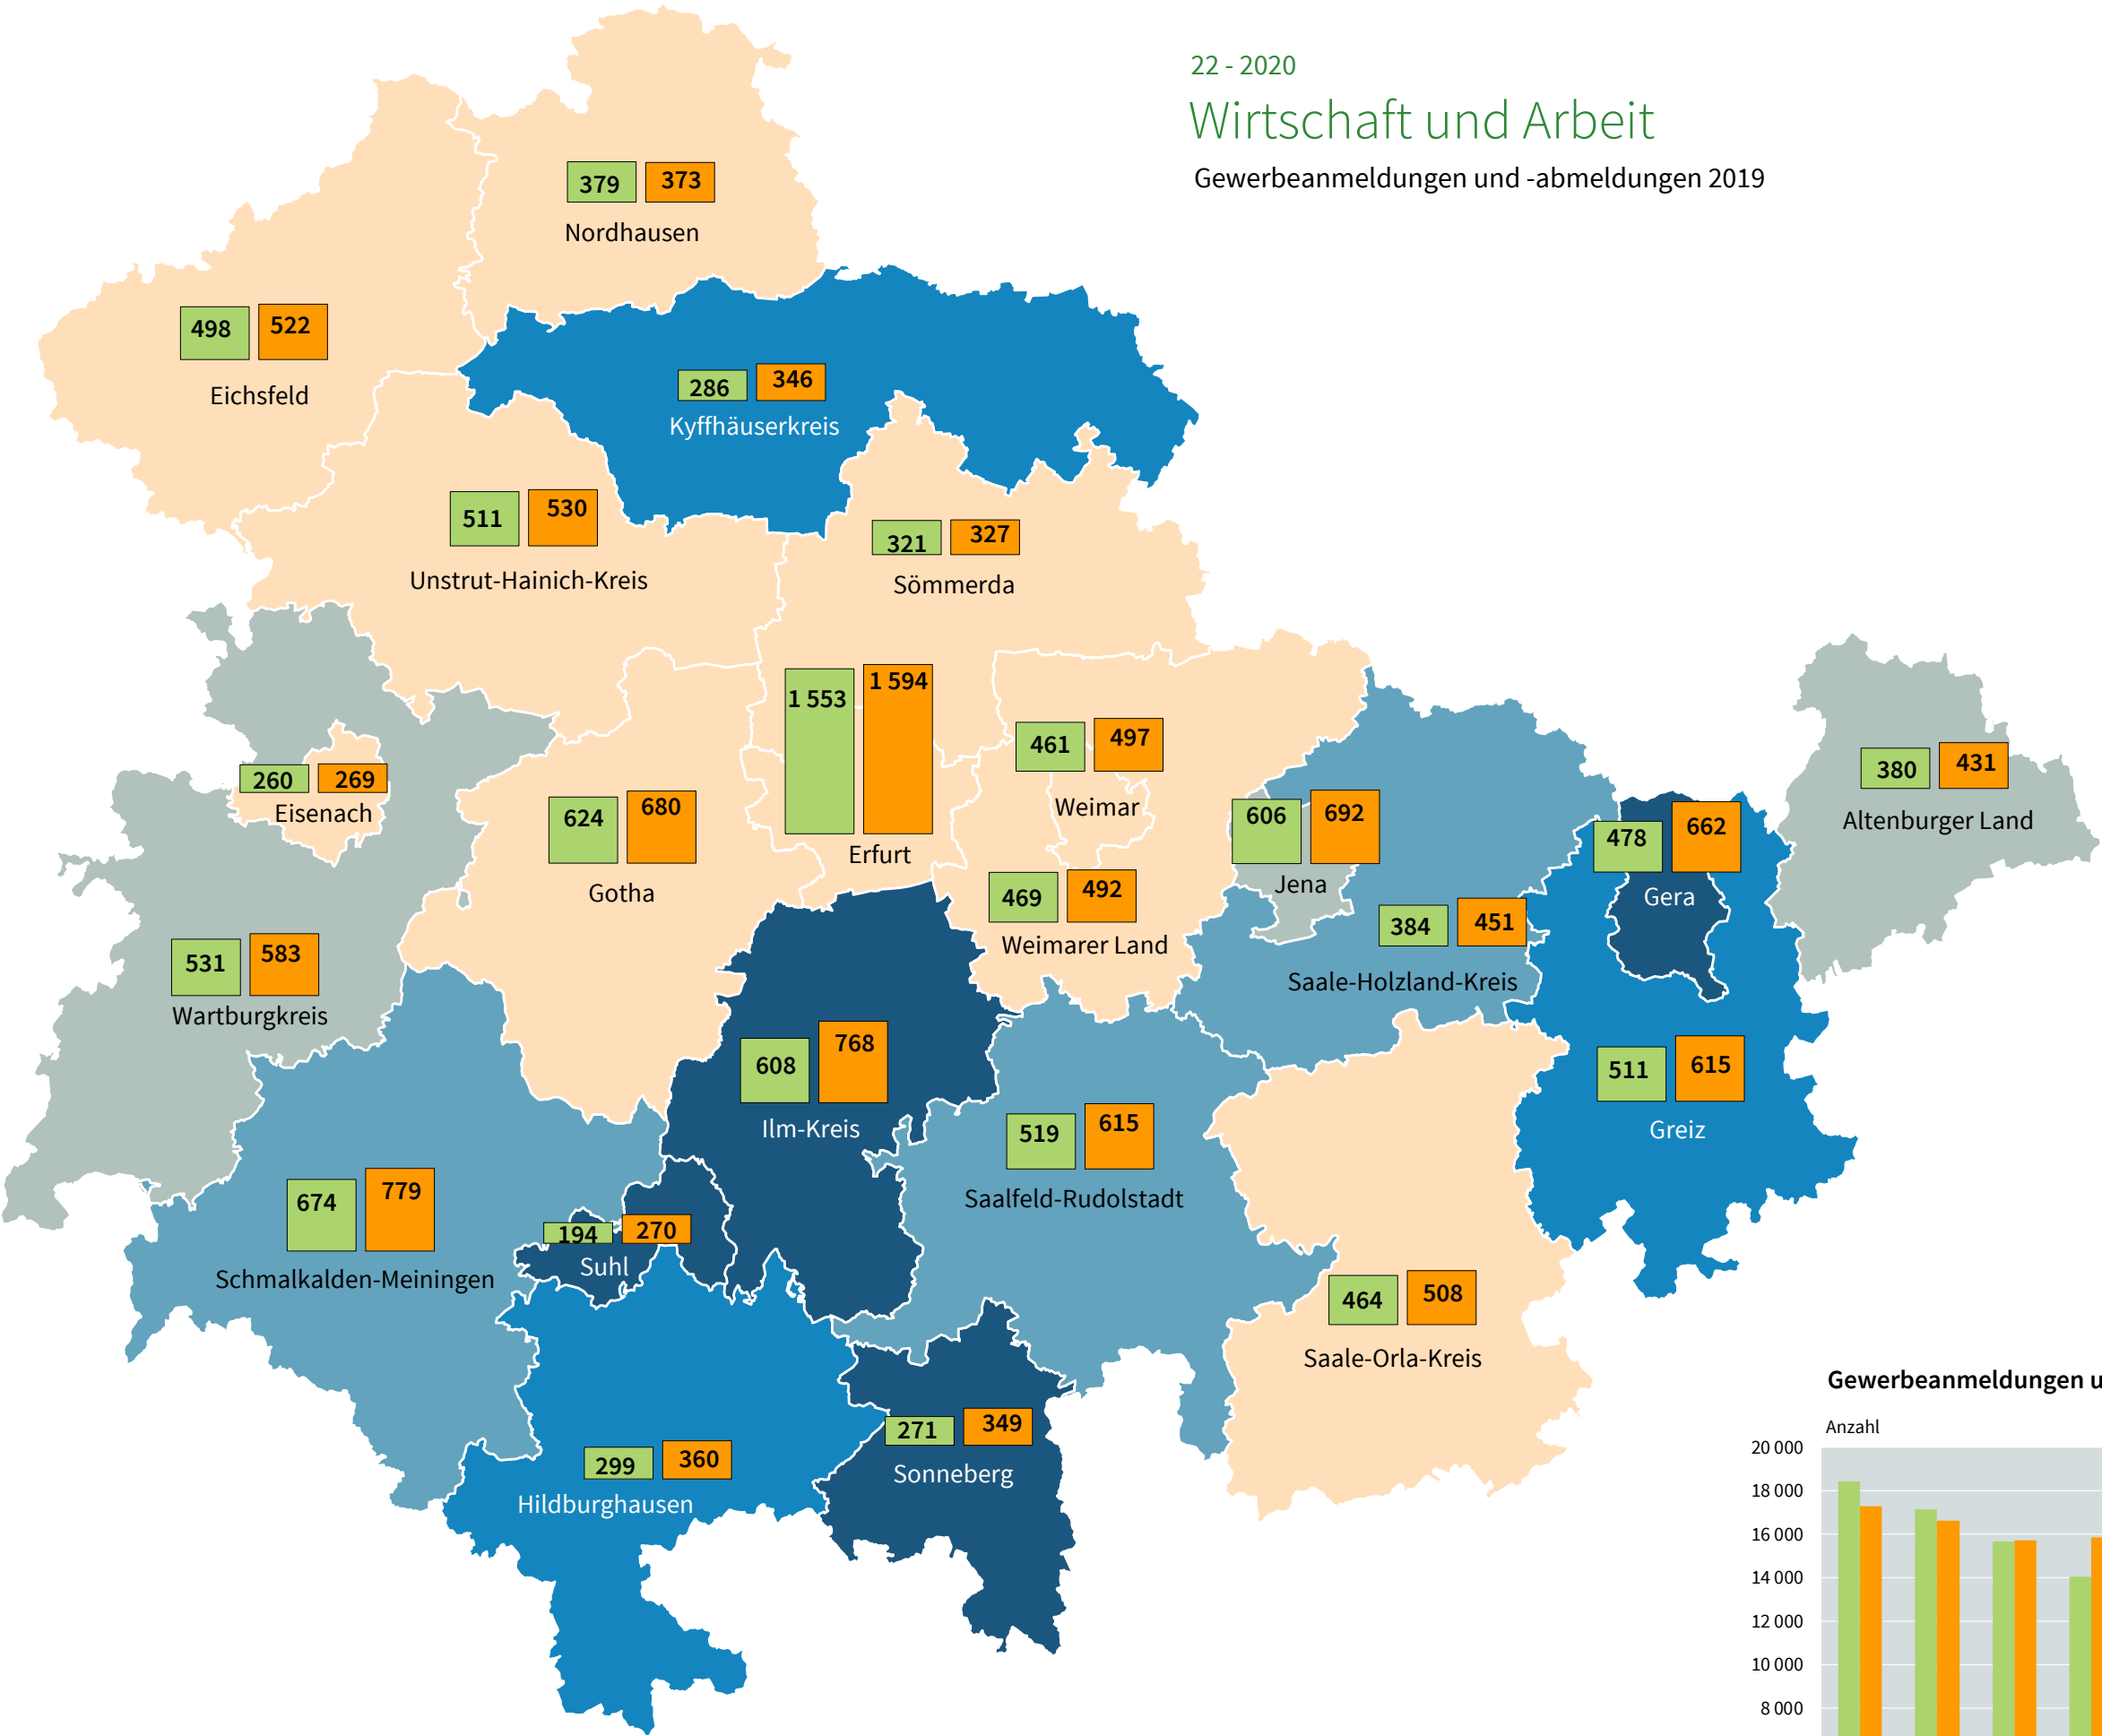 22 - 2020
Wirtschaft und Arbeit
Gewerbeanmeldungen und -abmeldungen 2019
379 373
Nordhausen
498 522
Eichsfeld
286 346
Kyffhäuserkreis
511 530
Unstrut-Hainich-Kreis
321 327
Sömmerda
1 553 1 594
Erfurt
461 497
Weimar
260 269
Eisenach
624 680
Gotha
469 492
Weimarer Land
606 692
Jena
478 662
Gera
380 431
Altenburger Land
384 451
Saale-Holzland-Kreis
531 583
Wartburgkreis
608 768
Ilm-Kreis
511 615
Greiz
519 615
Saalfeld-Rudolstadt
674 779
Schmalkalden-Meiningen
194 270
Suhl
464 508
Saale-Orla-Kreis
271 349
Sonneberg
299 360
Hildburghausen
Gewerbeanmeldungen u
Anzahl
20 000
18 000
16 000
14 000
12 000
10 000
8 000